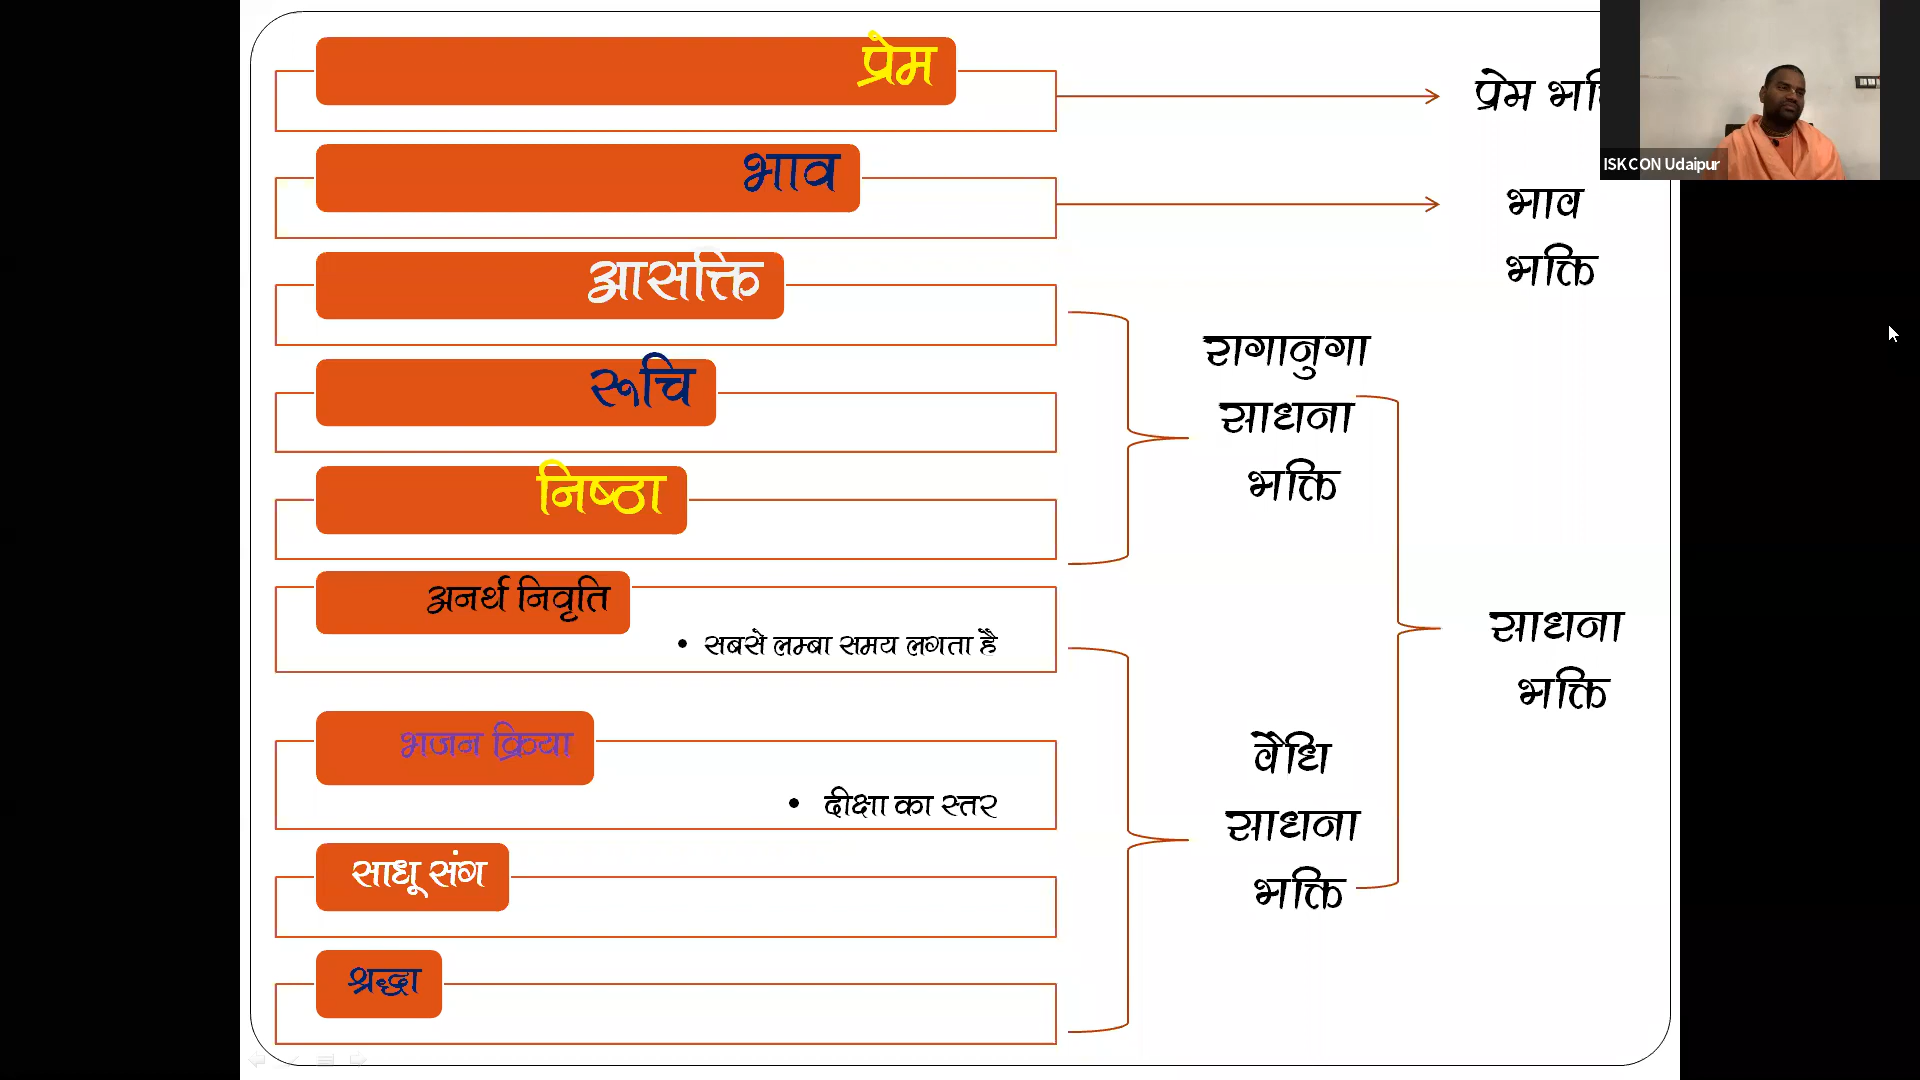 प्रेम
प्रेम
ISKCON Udaipur
भाव
भाव
भक्ति
आसक्ति
रूचि
रागानुगा
साधना
भक्ति
निष्ठा
अनर्थ निवृति
• सबसे लम्बा समय लगता है
साधना
भक्ति
भजन क्रिया
• दीक्षा का स्तर
वैधि
साधना
भक्ति
साधू संग
श्रद्धा